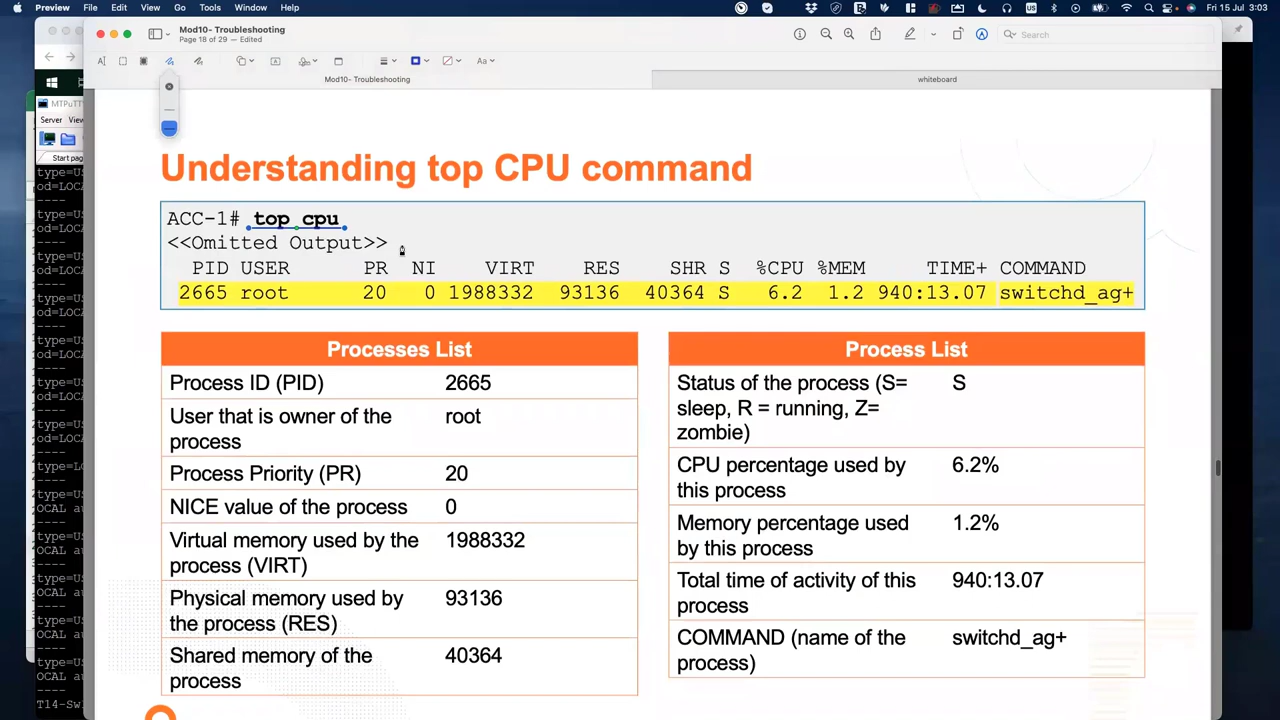 Preview File Edit View Go Tools Window Help Fri 15 Jul 3:03
Mod10- Troubleshooting
Page 18 of 29 — Edited
Search
Mod10- Troubleshooting whiteboard
Server View
Start page
Understanding top CPU command
ACC-1# top cpu
<<Omitted Output>>
PID USER PR NI VIRT RES SHR S %CPU %MEM TIME+ COMMAND
2665 root 20 0 1988332 93136 40364 S 6.2 1.2 940:13.07 switchd_ag+
Processes List
Process ID (PID) 2665
User that is owner of the root
process
Process Priority (PR) 20
NICE value of the process 0
Virtual memory used by the 1988332
process (VIRT)
Physical memory used by 93136
the process (RES)
Shared memory of the 40364
process
Process List
Status of the process (S= S
sleep, R = running, Z=
zombie)
CPU percentage used by 6.2%
this process
Memory percentage used 1.2%
by this process
Total time of activity of this 940:13.07
process
COMMAND (name of the switchd_ag+
process)